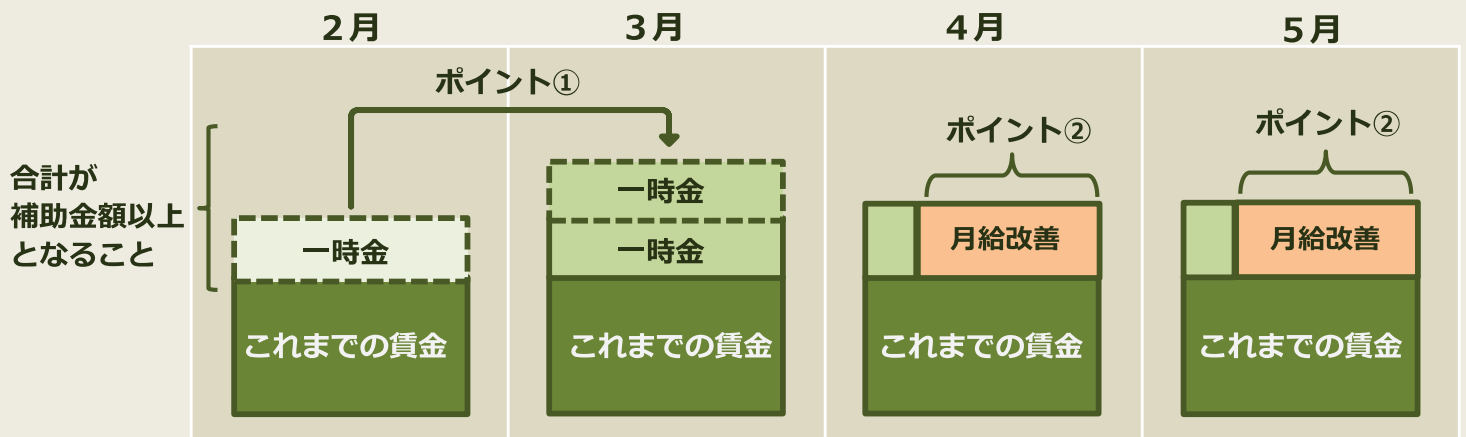 2月
3月
4月
5月
ポイント①
ポイント②
ポイント②
合計が
補助金額以上
となること
一時金
一時金
一時金
月給改善
月給改善
これまでの賃金
これまでの賃金
これまでの賃金
これまでの賃金